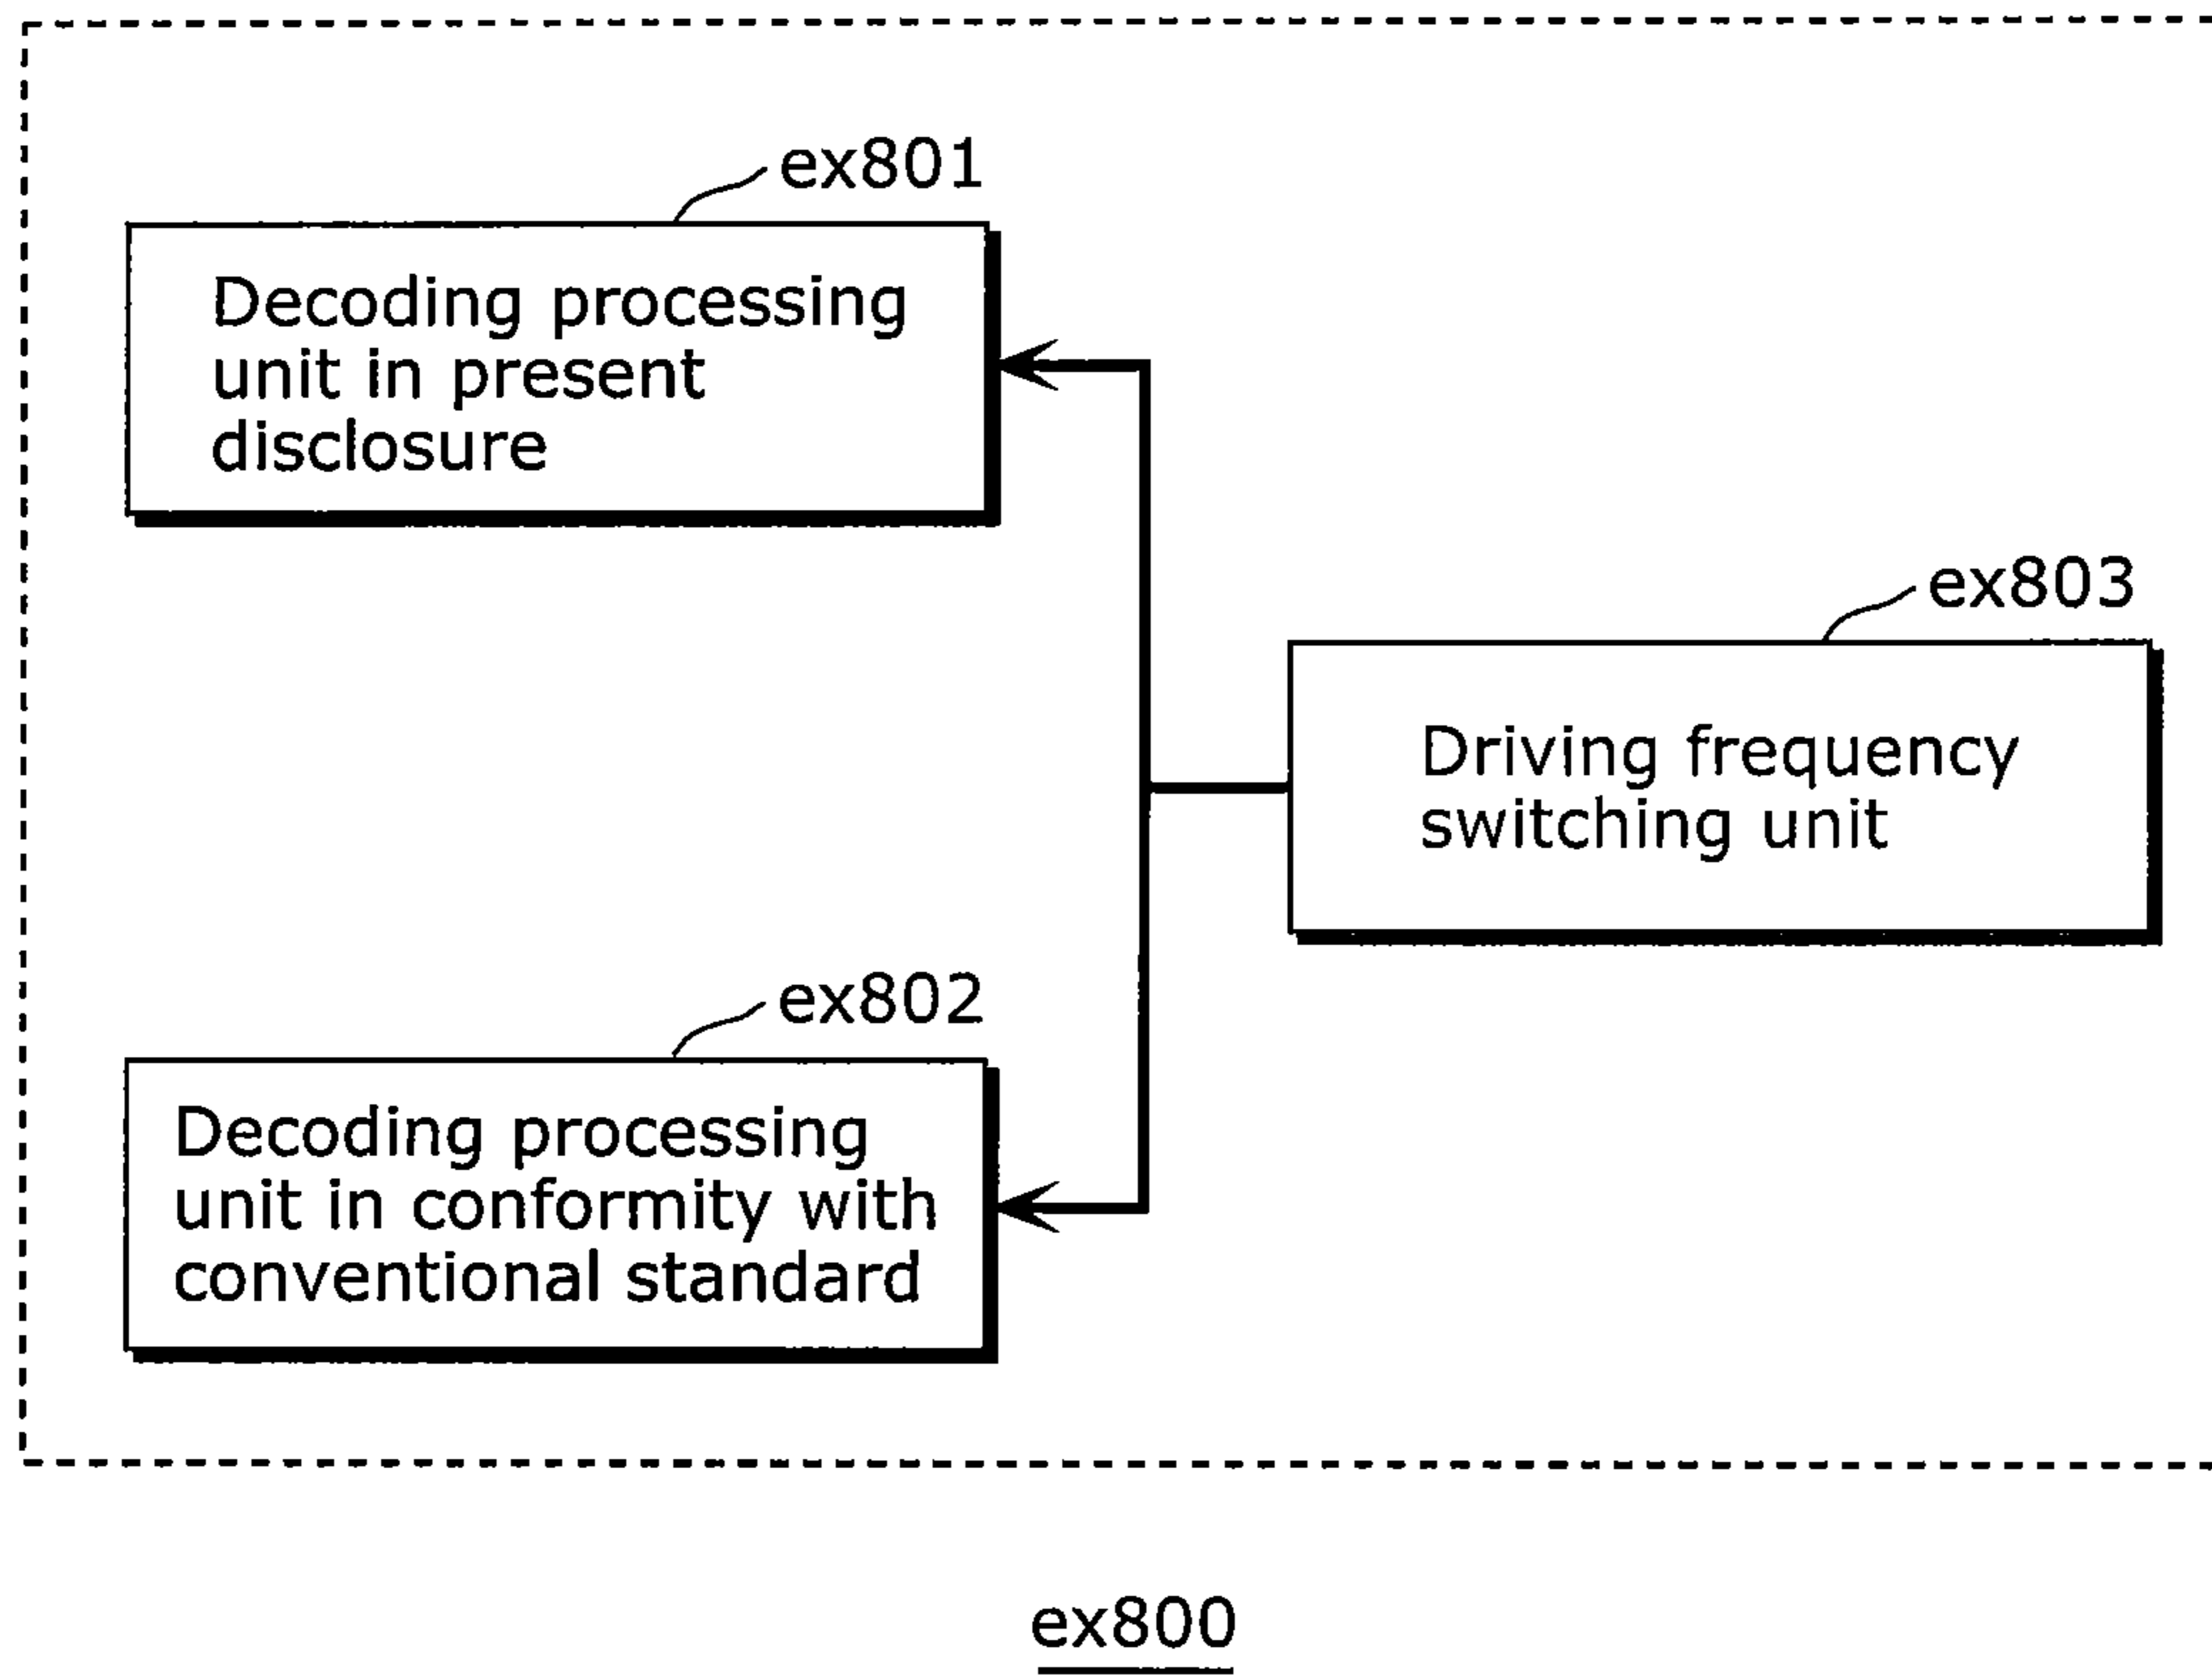 ex801
Decoding processing
unit in present
disclosure
ex803
Driving frequency
switching unit
ex802
Decoding processing
unit in conformity with
conventional standard
ex800